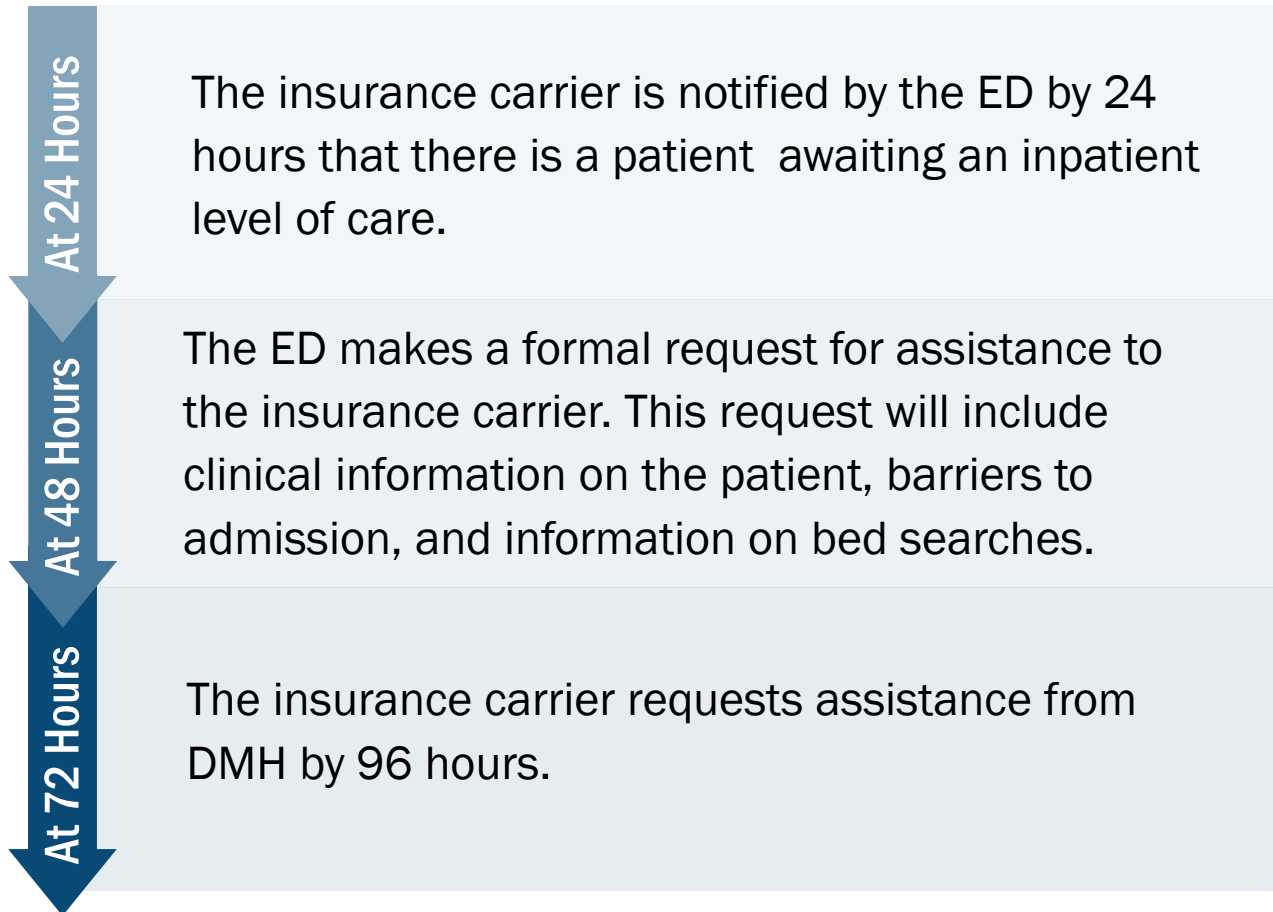 At 24 Hours
The insurance carrier is notified by the ED by 24
hours that there is a patient  awaiting an inpatient
level of care.
At 48 Hours
The ED makes a formal request for assistance to
the insurance carrier. This request will include
clinical information on the patient, barriers to
admission, and information on bed searches.
At 72 Hours
The insurance carrier requests assistance from
DMH by 96 hours.